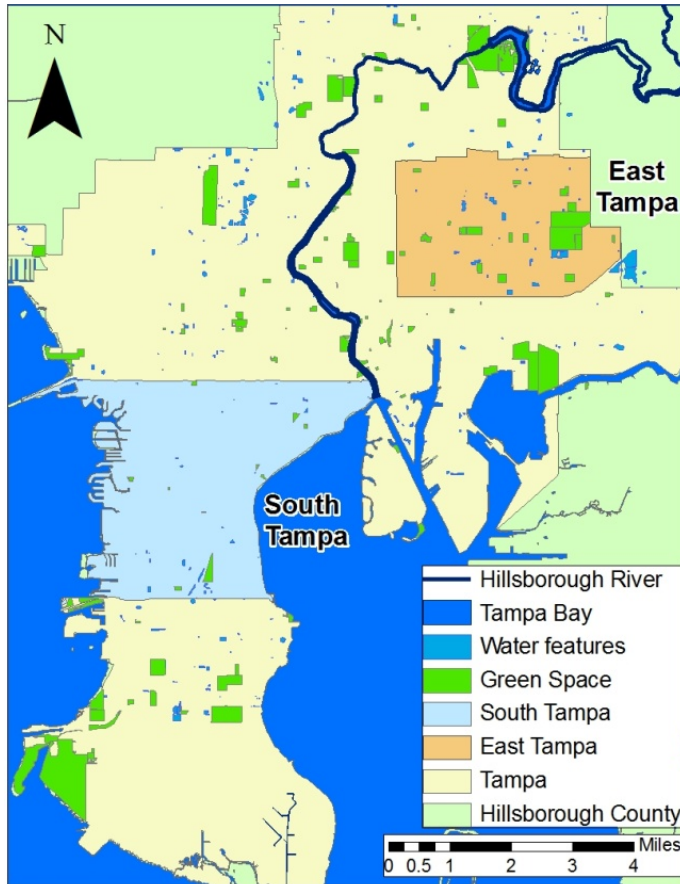 N
East
Tampa
South
Tampa
Hillsborough River
Tampa Bay
Water features
Green Space
South Tampa
East Tampa
Tampa
Hillsborough County
Miles
0 0.5 1 2 3 4